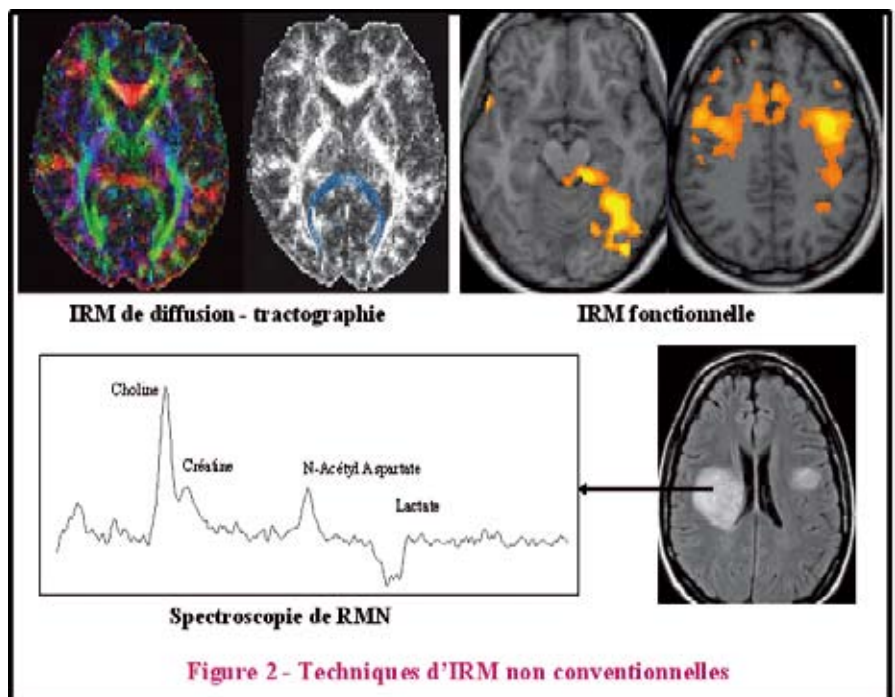 IRM de diffusion - tractographie
IRM fonctionnelle
Choline
Créatine
N-Acétyl Aspartate
Lactate
Spectroscopie de RMN
Figure 2 - Techniques d'IRM non conventionnelles